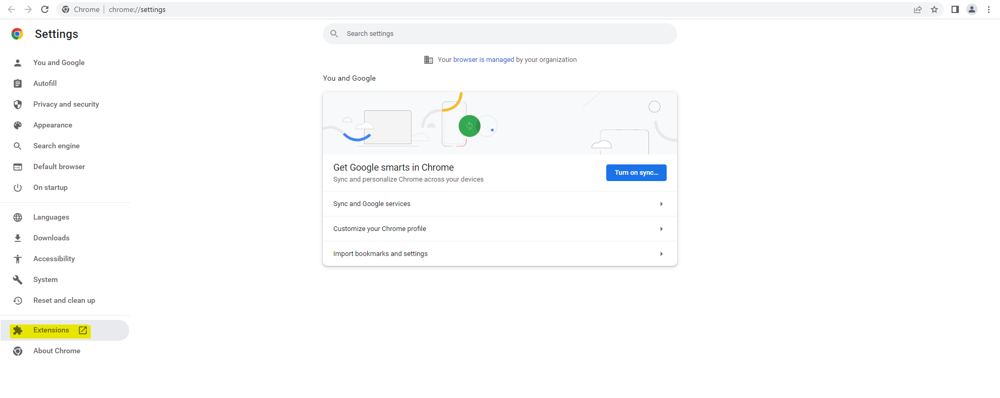 Chrome | chrome://settings
Settings
Search settings
You and Google
Autofill
Privacy and security
Appearance
Search engine
Default browser
On startup
Languages
Downloads
Accessibility
System
Reset and clean up
Extensions
About Chrome
Your browser is managed by your organization
You and Google
Get Google smarts in Chrome
Sync and personalize Chrome across your devices
Turn on sync...
Sync and Google services
Customize your Chrome profile
Import bookmarks and settings